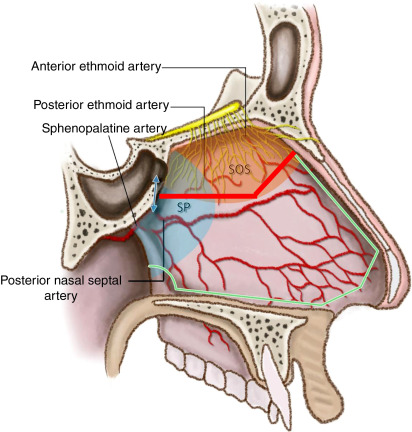 Anterior ethmoid artery
Posterior ethmoid artery
Sphenopalatine artery
SOS
SP
Posterior nasal septal
artery